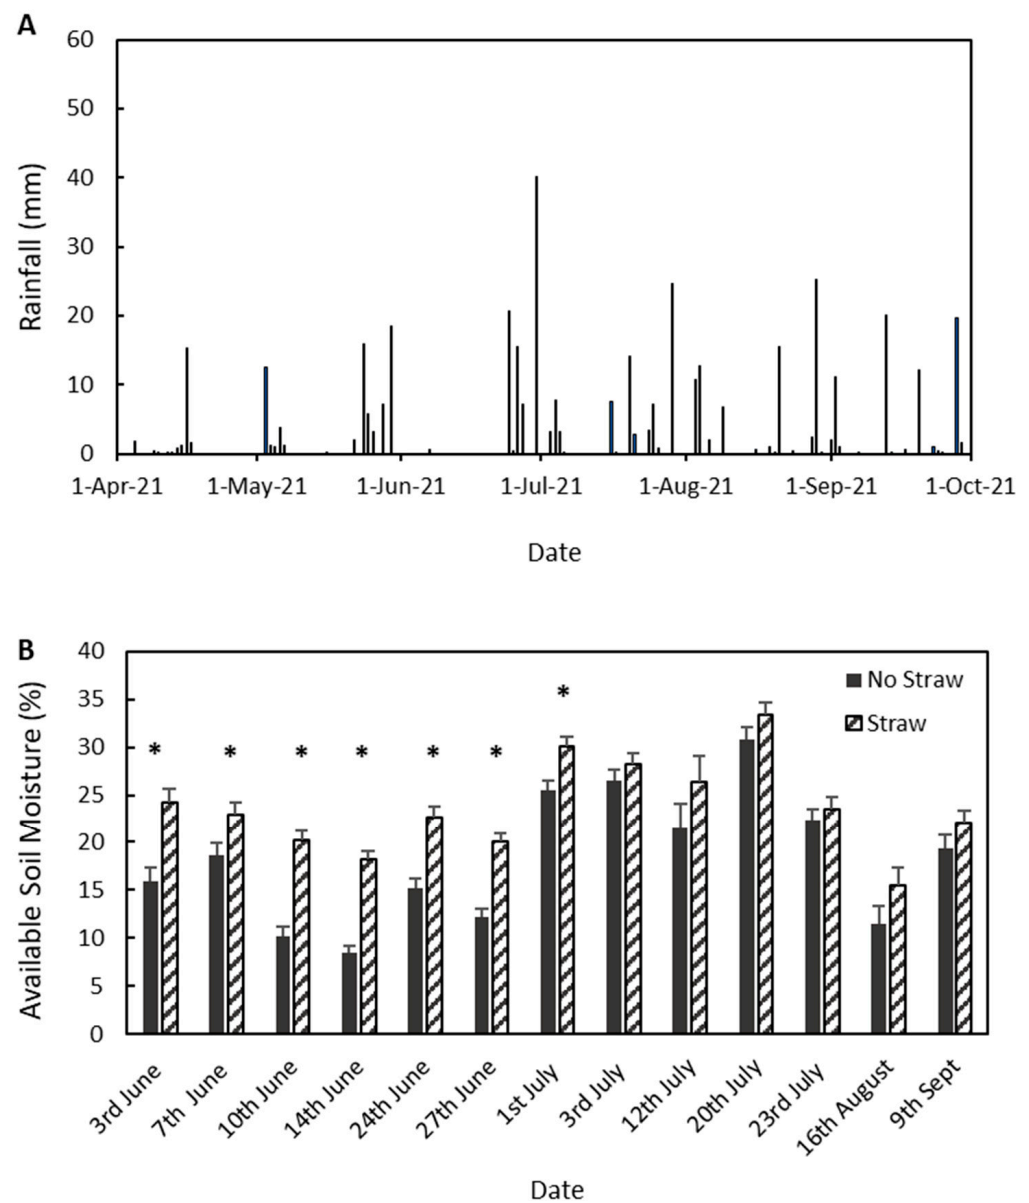 A
60
50
40
30
20
10
0
Rainfall (mm)
1-Apr-21 1-May-21 1-Jun-21 1-Jul-21 1-Aug-21 1-Sep-21 1-Oct-21
Date
B
40
35
30
25
20
15
10
5
0
Available Soil Moisture (%)
No Straw
Straw
* * * * * * *
3rd June 7th June 10th June 14th June 24th June 27th June 1st July 3rd July 12th July 20th July 23rd July 16th August 9th Sept
Date